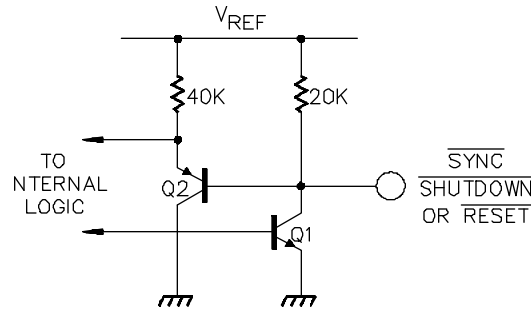 VREF
40K
20K
TO
NTERNAL
LOGIC
Q2
Q1
SYNC
SHUTDOWN
OR RESET